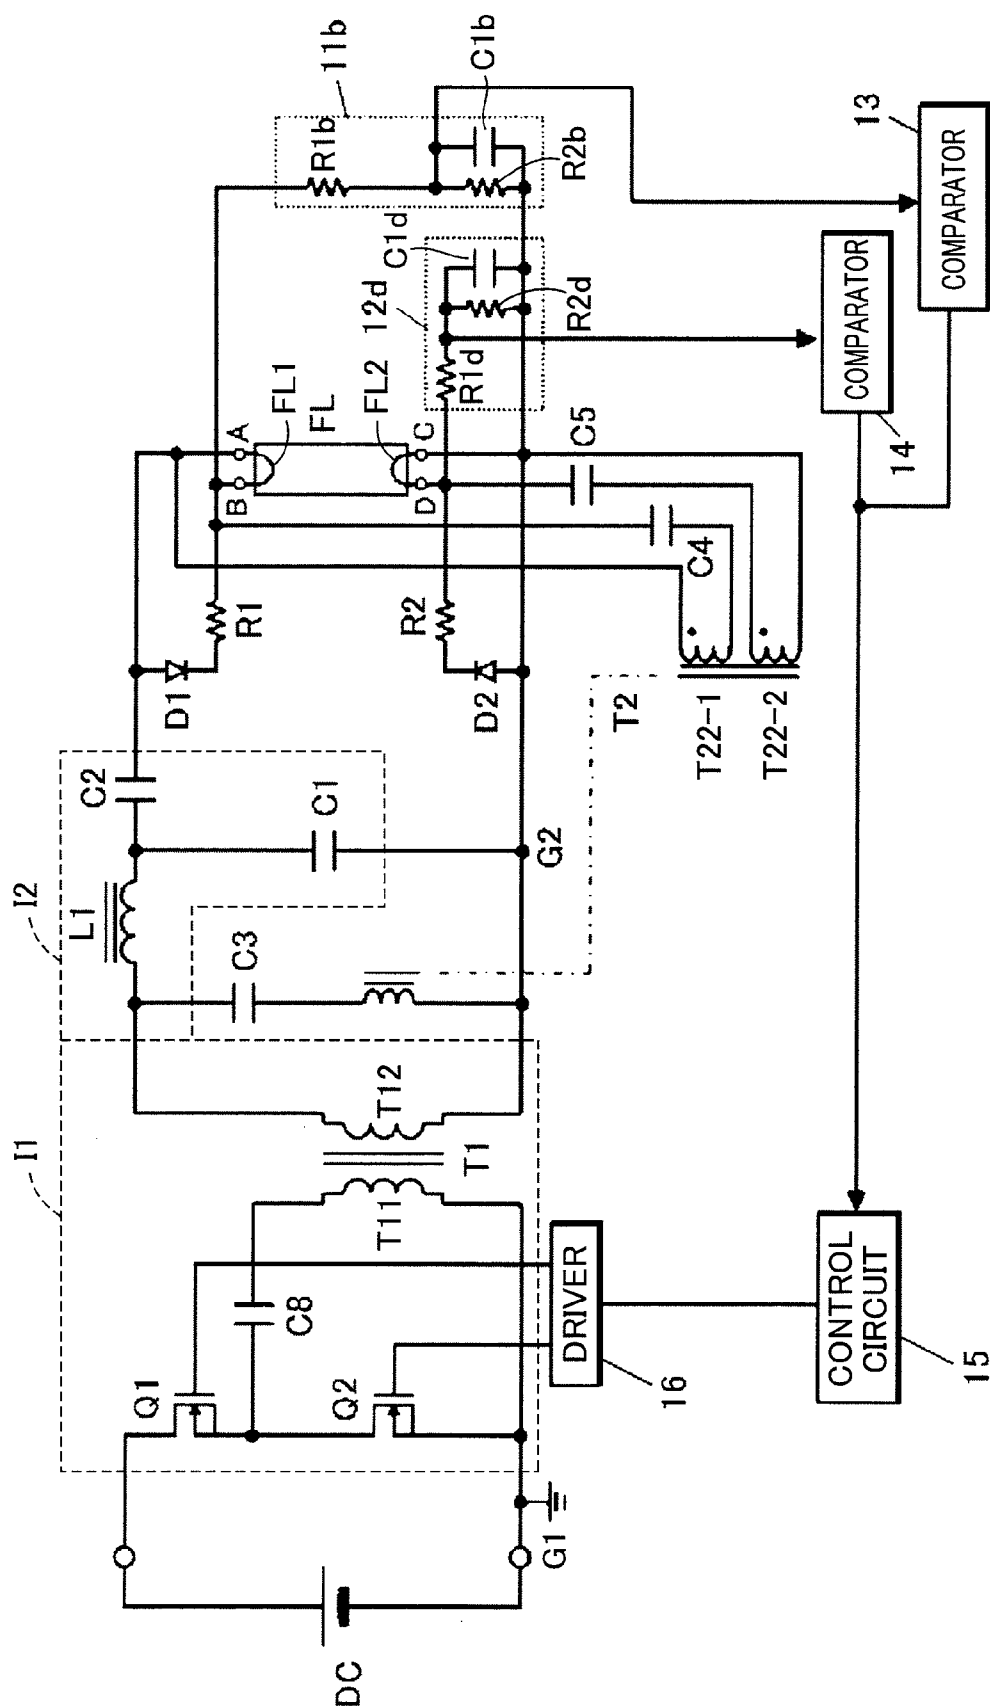 I1
I2
11b
L1
C2
D1
R1
A
B
FL1
FL
FL2
C
D
R1b
C1b
R2b
12d
C1d
R2d
R1d
13
COMPARATOR
COMPARATOR
14
Q1
C8
Q2
T11
T12
T1
C3
C1
G2
D2
R2
C5
C4
T2
T22-1
T22-2
DC
G1
DRIVER
16
CONTROL
CIRCUIT
15